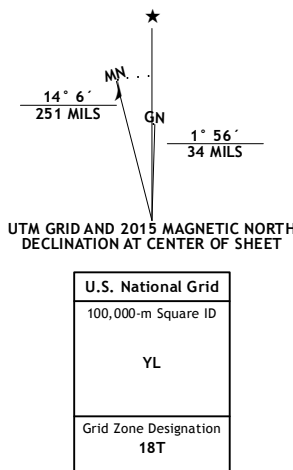 MN
GN
14° 6´
251 MILS
1° 56´
34 MILS
UTM GRID AND 2015 MAGNETIC NORTH
DECLINATION AT CENTER OF SHEET
U.S. National Grid
100,000-m Square ID
YL
Grid Zone Designation
18T